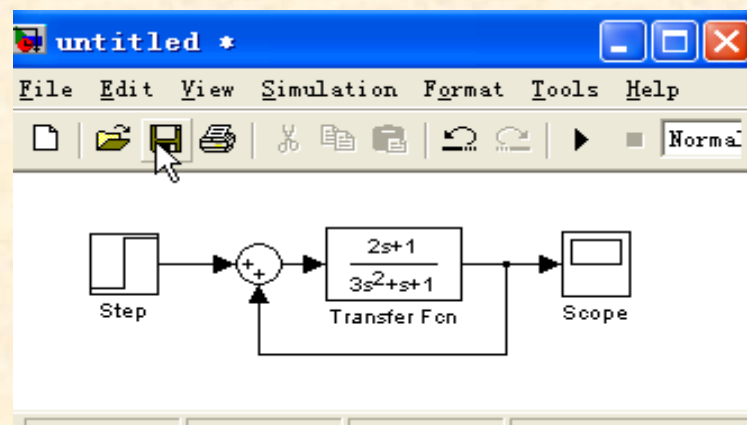 untitled *
File Edit View Simulation Format Tools Help
Normal
+
+
2s+1
3s²+s+1
Step
Transfer Fcn
Scope